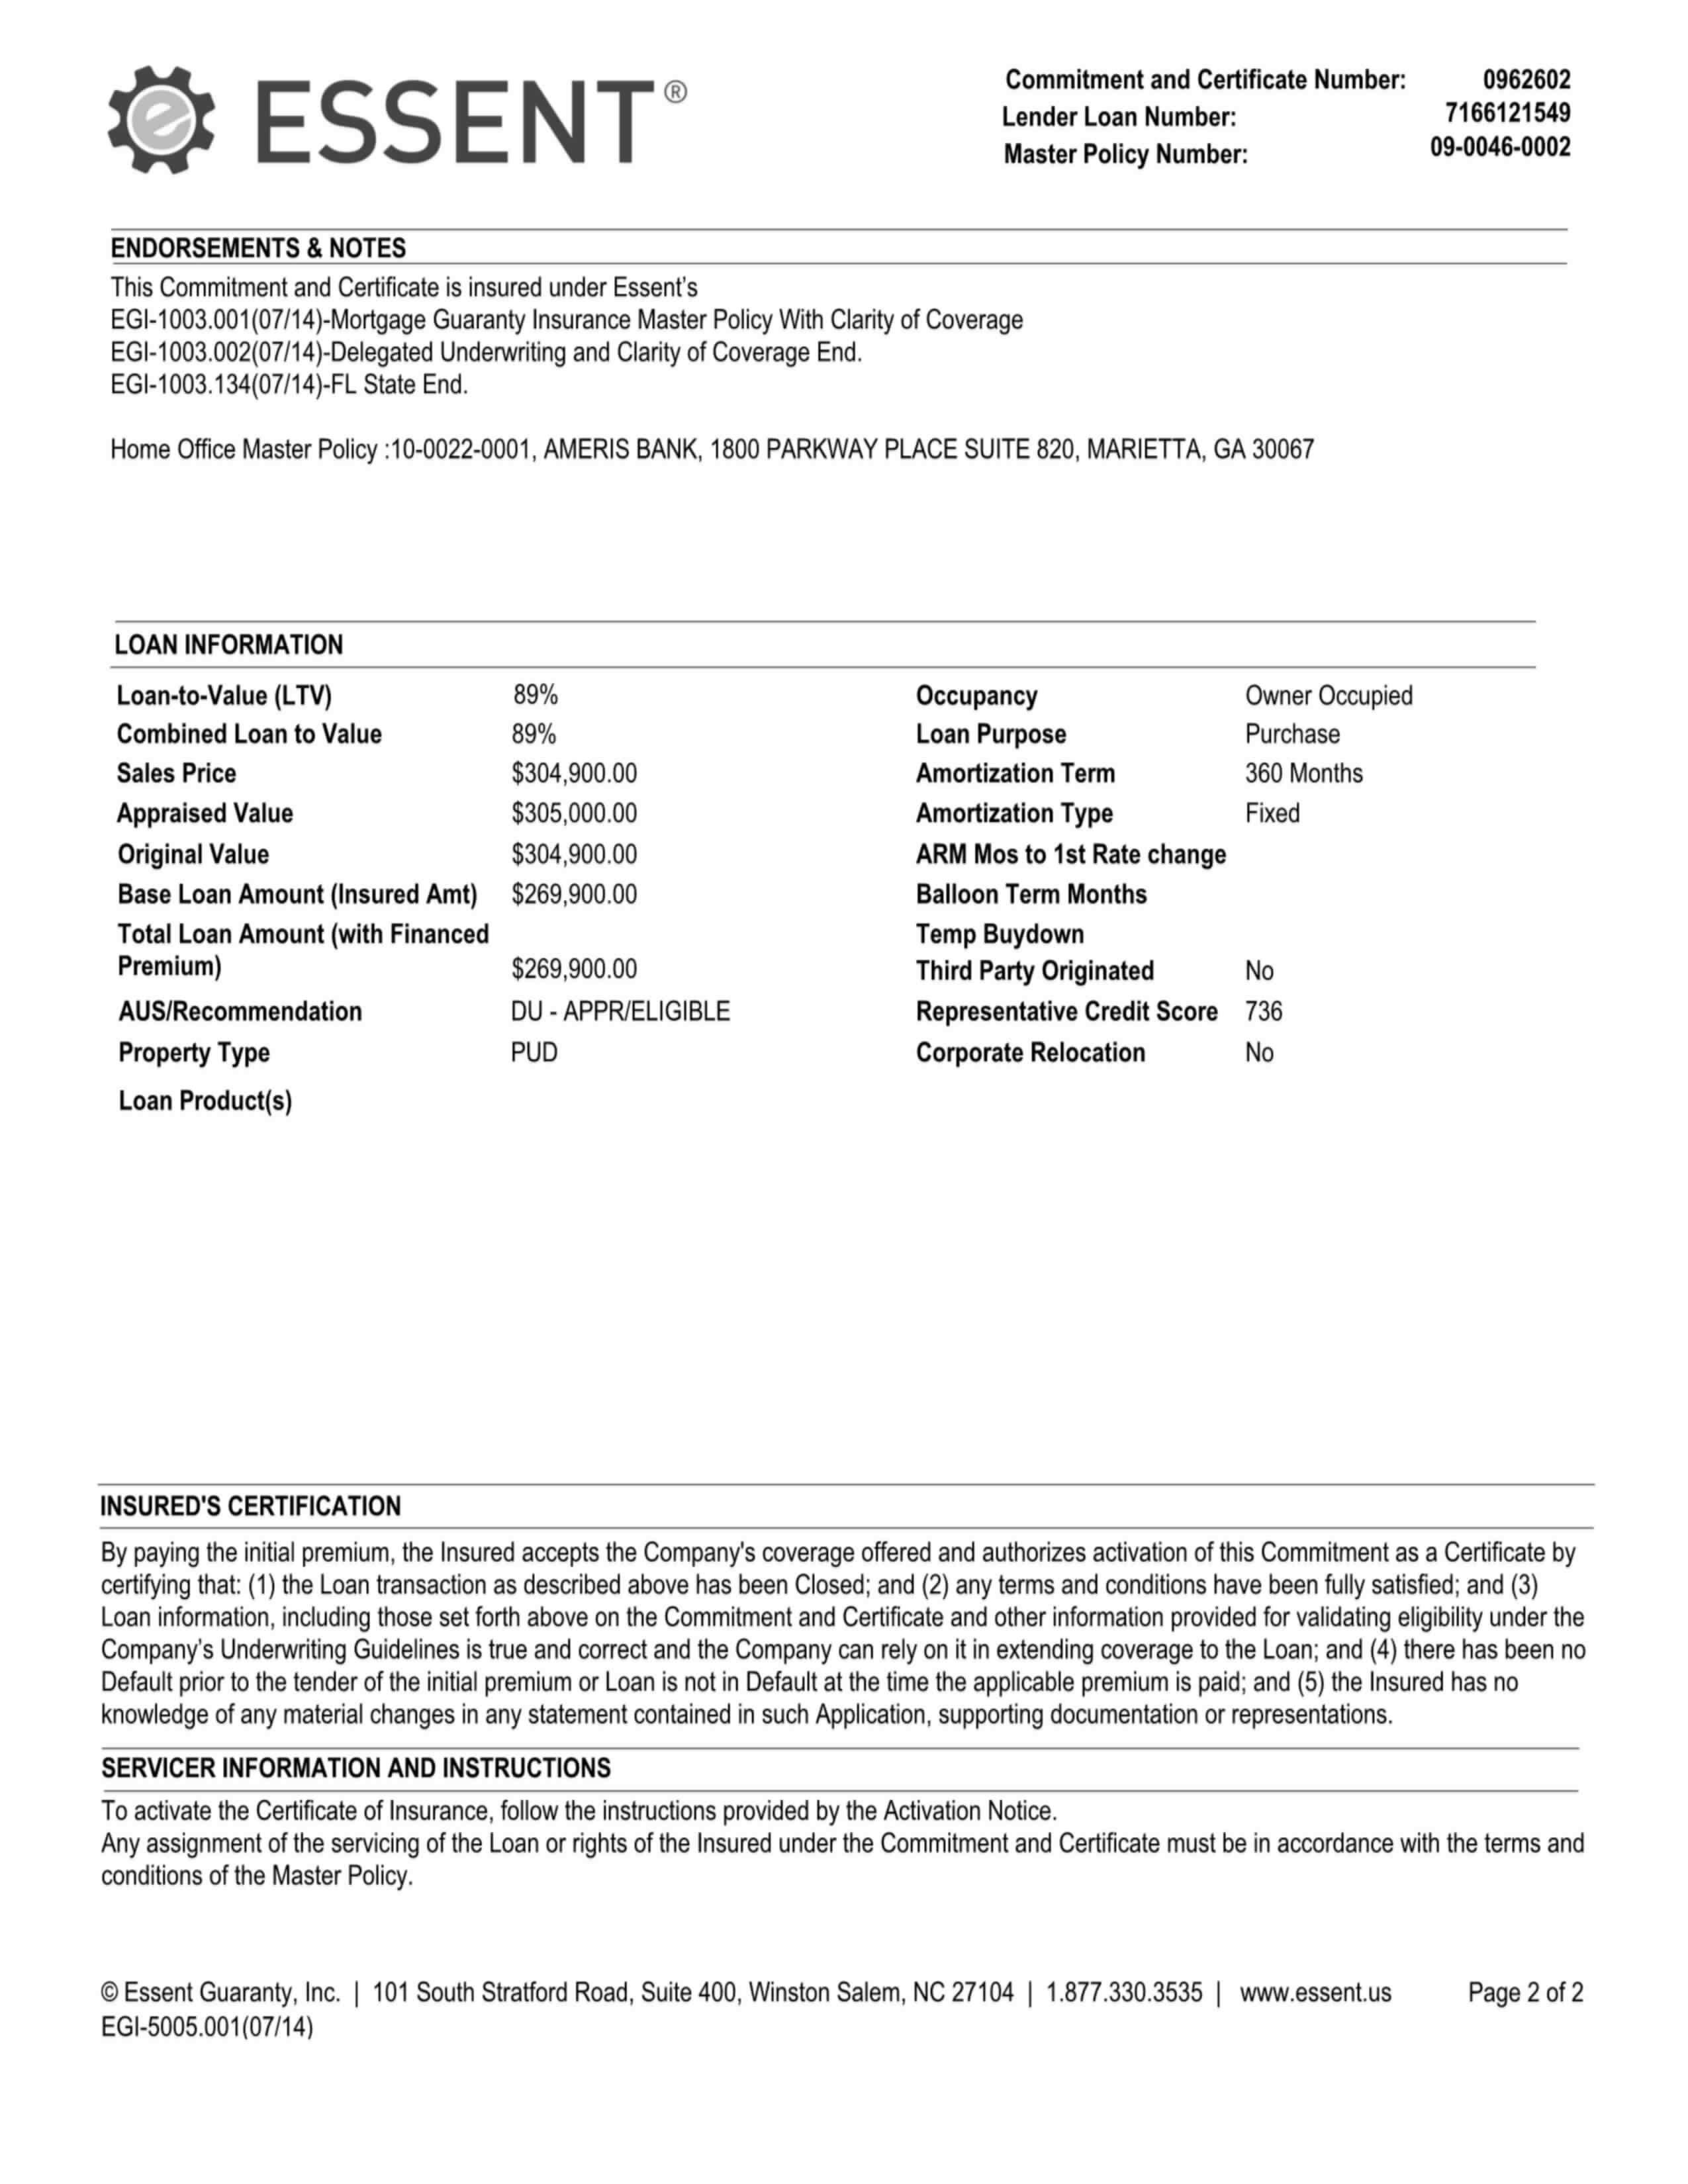 ESSENT®
Commitment and Certificate Number: 0962602
Lender Loan Number: 7166121549
Master Policy Number: 09-0046-0002
ENDORSEMENTS & NOTES
This Commitment and Certificate is insured under Essent's
EGI-1003.001(07/14)-Mortgage Guaranty Insurance Master Policy With Clarity of Coverage
EGI-1003.002(07/14)-Delegated Underwriting and Clarity of Coverage End.
EGI-1003.134(07/14)-FL State End.
Home Office Master Policy :10-0022-0001, AMERIS BANK, 1800 PARKWAY PLACE SUITE 820, MARIETTA, GA 30067
LOAN INFORMATION
Loan-to-Value (LTV) 89% Occupancy Owner Occupied
Combined Loan to Value 89% Loan Purpose Purchase
Sales Price $304,900.00 Amortization Term 360 Months
Appraised Value $305,000.00 Amortization Type Fixed
Original Value $304,900.00 ARM Mos to 1st Rate change
Base Loan Amount (Insured Amt) $269,900.00 Balloon Term Months
Total Loan Amount (with Financed Temp Buydown
Premium) $269,900.00 Third Party Originated No
AUS/Recommendation DU - APPR/ELIGIBLE Representative Credit Score 736
Property Type PUD Corporate Relocation No
Loan Product(s)
INSURED'S CERTIFICATION
By paying the initial premium, the Insured accepts the Company's coverage offered and authorizes activation of this Commitment as a Certificate by
certifying that: (1) the Loan transaction as described above has been Closed; and (2) any terms and conditions have been fully satisfied; and (3)
Loan information, including those set forth above on the Commitment and Certificate and other information provided for validating eligibility under the
Company's Underwriting Guidelines is true and correct and the Company can rely on it in extending coverage to the Loan; and (4) there has been no
Default prior to the tender of the initial premium or Loan is not in Default at the time the applicable premium is paid; and (5) the Insured has no
knowledge of any material changes in any statement contained in such Application, supporting documentation or representations.
SERVICER INFORMATION AND INSTRUCTIONS
To activate the Certificate of Insurance, follow the instructions provided by the Activation Notice.
Any assignment of the servicing of the Loan or rights of the Insured under the Commitment and Certificate must be in accordance with the terms and
conditions of the Master Policy.
© Essent Guaranty, Inc. | 101 South Stratford Road, Suite 400, Winston Salem, NC 27104 | 1.877.330.3535 | www.essent.us Page 2 of 2
EGI-5005.001(07/14)